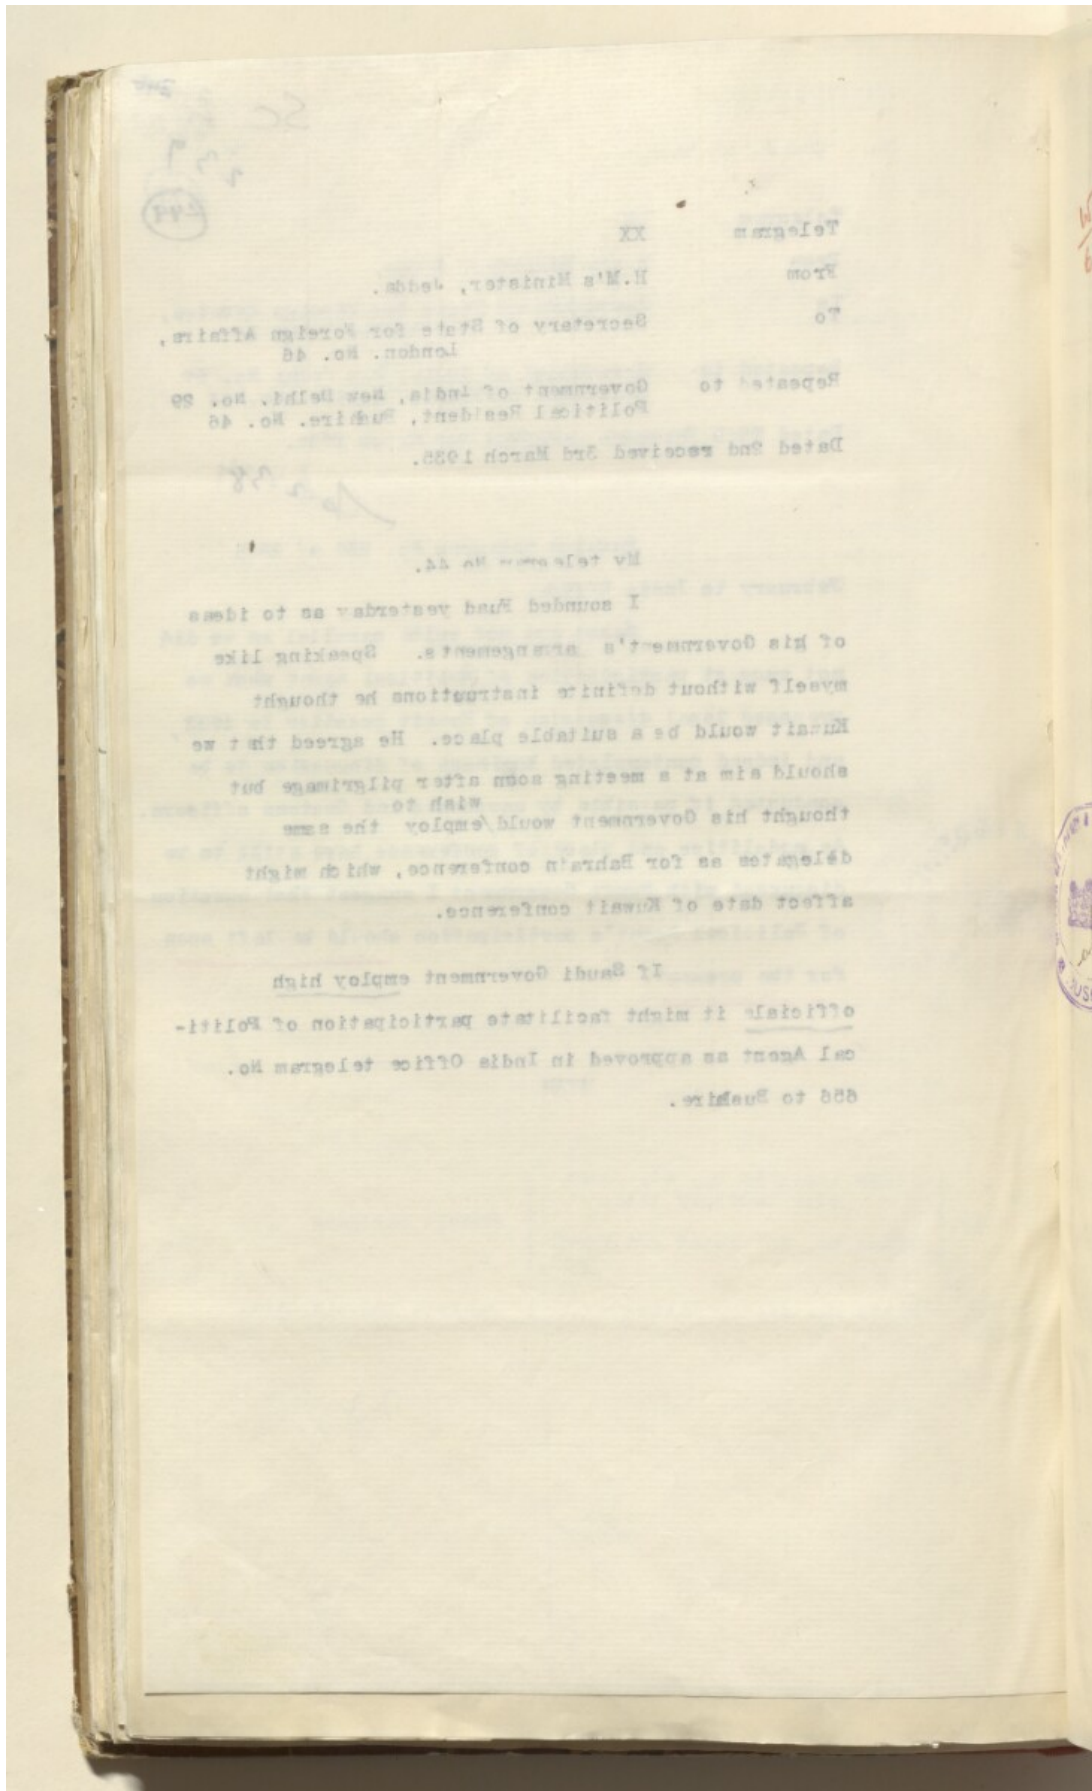 Telegram XX
From H.M's Minister, Jedda.
To Secretary of State for Foreign Affairs,
London. No. 46
Repeated to Government of India, New Delhi. No. 29
Political Resident, Bushire. No. 46
Dated 2nd received 3rd March 1935.
My telegram No 44.
I sounded Fuad yesterday as to ideas
of his Government's arrangements. Speaking like
myself without definite instructions he thought
Kuwait would be a suitable place. He agreed that we
should aim at a meeting soon after pilgrimage but
wish to
thought his Government would/employ the same
delegates as for Bahrain conference, which might
affect date of Kuwait conference.
If Saudi Government employ high
officials it might facilitate participation of Politi-
cal Agent as approved in India Office telegram No.
656 to Bushire.